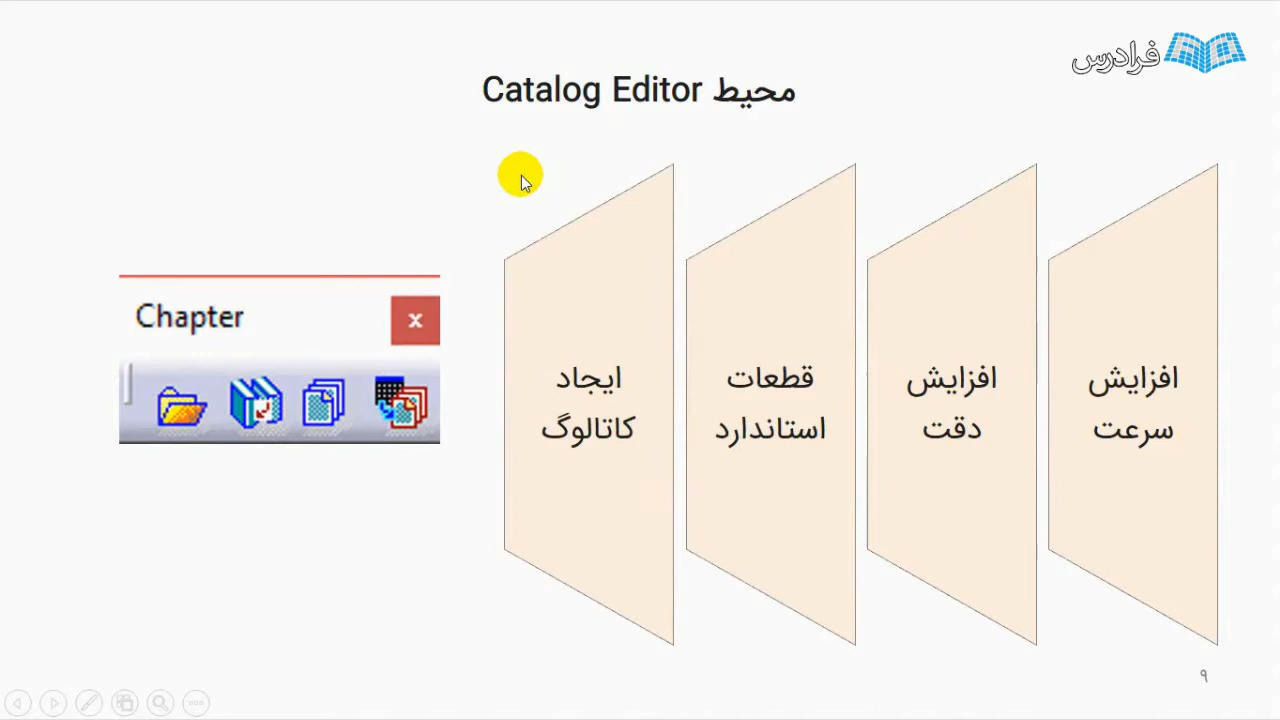 فرادرس
محیط Catalog Editor
افزایش
سرعت
افزایش
دقت
قطعات
استاندارد
ایجاد
کاتالوگ
Chapter
x
۹